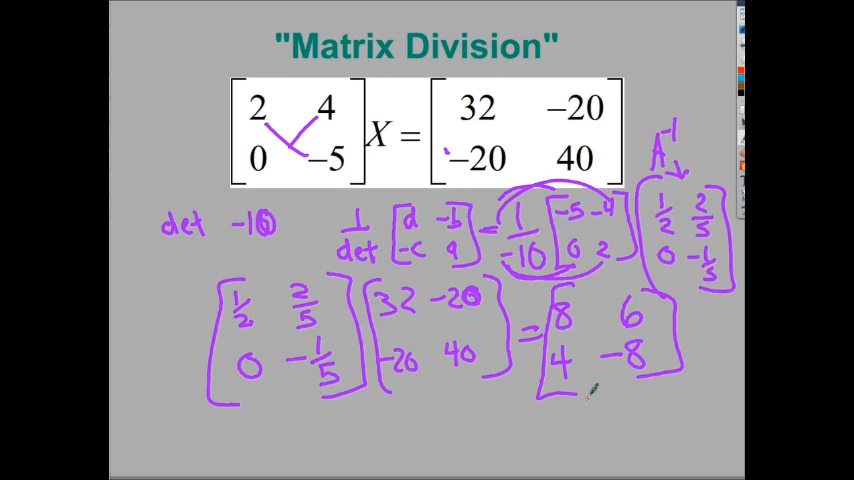 "Matrix Division"
[2 4] X = [32 −20]
[0 −5] [−20 40]
A⁻¹ ↓
det -10 1/det [d -b] = 1/-10 [-5 -4] [1/2 2/5]
[-c a] [0 2] [0 -1/5]
[1/2 2/5] [32 -20] = [8 6]
[0 -1/5] [-20 40] [4 -8]